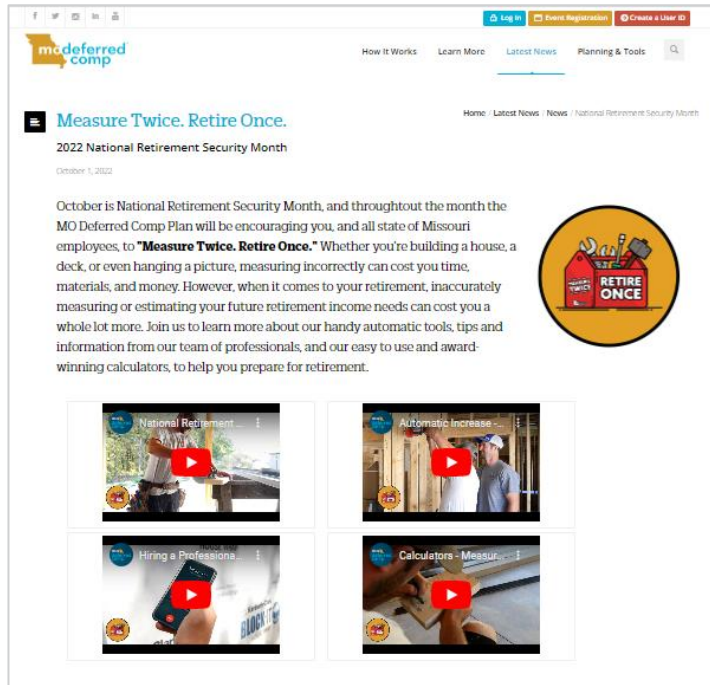 Log In Event Registration Create a User ID
mo deferred comp
How It Works Learn More Latest News Planning & Tools
Measure Twice. Retire Once.
Home / Latest News / News / National Retirement Security Month
2022 National Retirement Security Month
October 1, 2022
October is National Retirement Security Month, and throughtout the month the
MO Deferred Comp Plan will be encouraging you, and all state of Missouri
employees, to "Measure Twice. Retire Once." Whether you're building a house, a
deck, or even hanging a picture, measuring incorrectly can cost you time,
materials, and money. However, when it comes to your retirement, inaccurately
measuring or estimating your future retirement income needs can cost you a
whole lot more. Join us to learn more about our handy automatic tools, tips and
information from our team of professionals, and our easy to use and award-
winning calculators, to help you prepare for retirement.
MEASURE TWICE
RETIRE
ONCE
National Retirement ...
Automatic Increase -...
Hiring a Professiona...
Calculators - Measur...
BLOCK IT